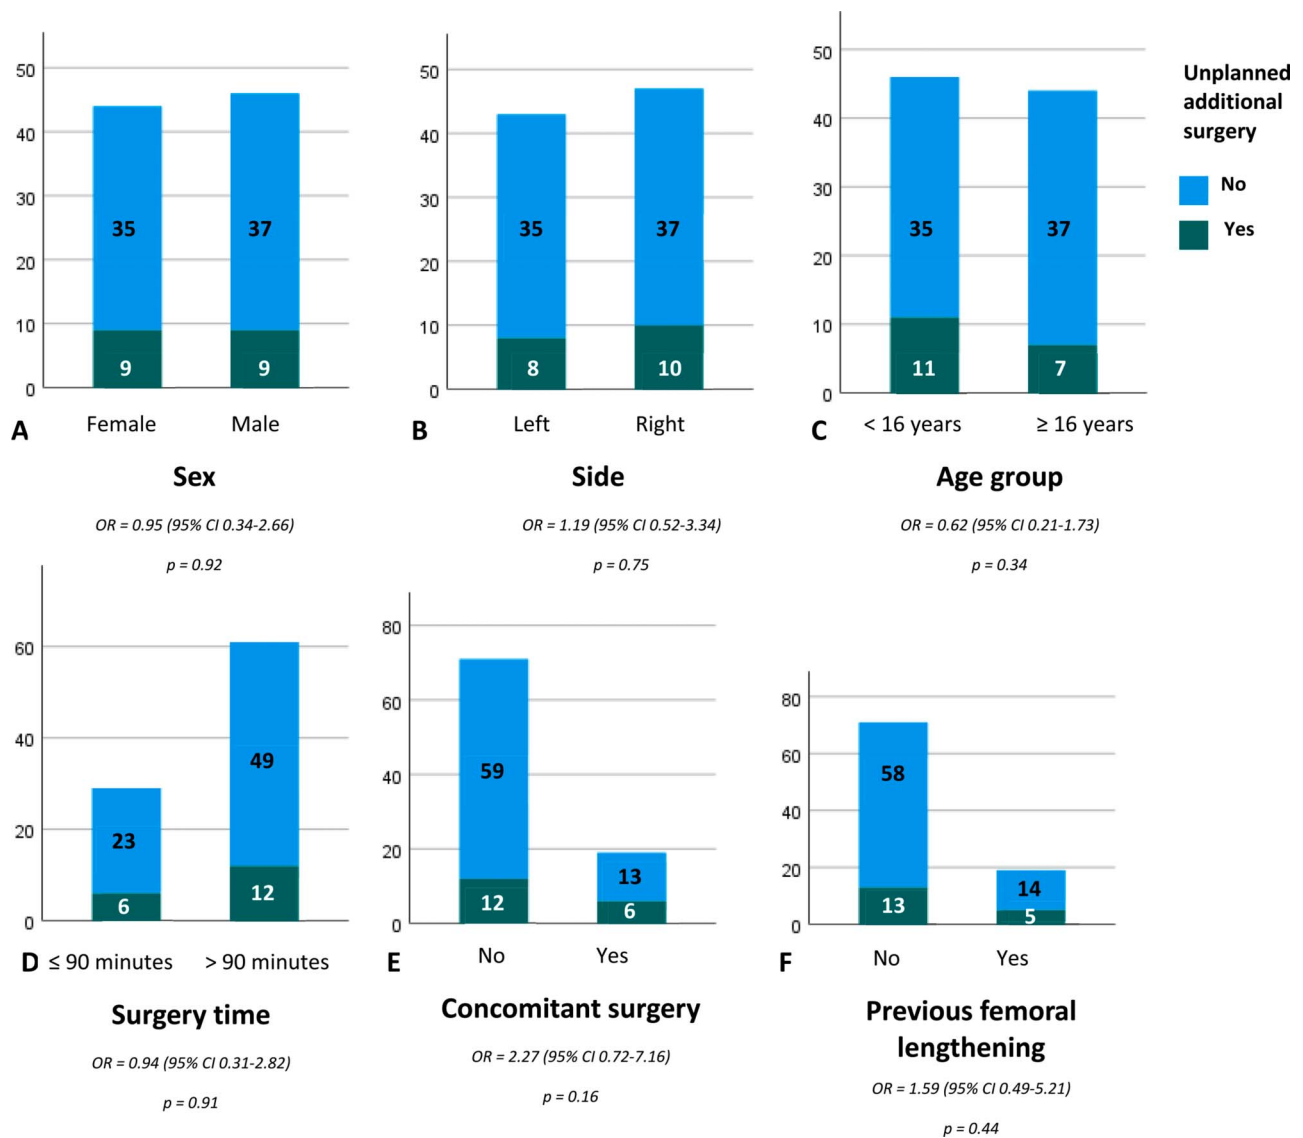 50
40
30
20
10
0
35
37
9
9
A
Female
Male
Sex
OR = 0.95 (95% CI 0.34-2.66)
p = 0.92
50
40
30
20
10
0
35
37
8
10
B
Left
Right
Side
OR = 1.19 (95% CI 0.52-3.34)
p = 0.75
50
40
30
20
10
0
35
37
11
7
C
< 16 years
≥ 16 years
Age group
OR = 0.62 (95% CI 0.21-1.73)
p = 0.34
Unplanned
additional
surgery
No
Yes
60
40
20
0
23
49
6
12
D
≤ 90 minutes
> 90 minutes
Surgery time
OR = 0.94 (95% CI 0.31-2.82)
p = 0.91
80
60
40
20
0
59
13
12
6
E
No
Yes
Concomitant surgery
OR = 2.27 (95% CI 0.72-7.16)
p = 0.16
80
60
40
20
0
58
14
13
5
F
No
Yes
Previous femoral
lengthening
OR = 1.59 (95% CI 0.49-5.21)
p = 0.44